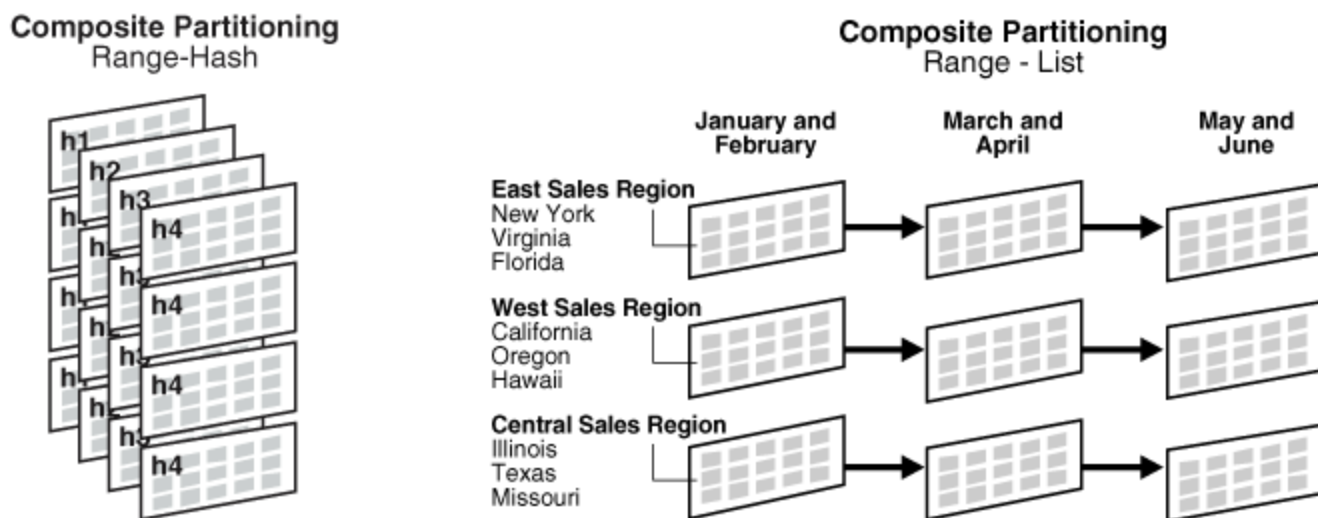 Composite Partitioning
Range-Hash
h1
h2
h3
h4
h4
h4
h4
Composite Partitioning
Range - List
January and
February
March and
April
May and
June
East Sales Region
New York
Virginia
Florida
West Sales Region
California
Oregon
Hawaii
Central Sales Region
Illinois
Texas
Missouri